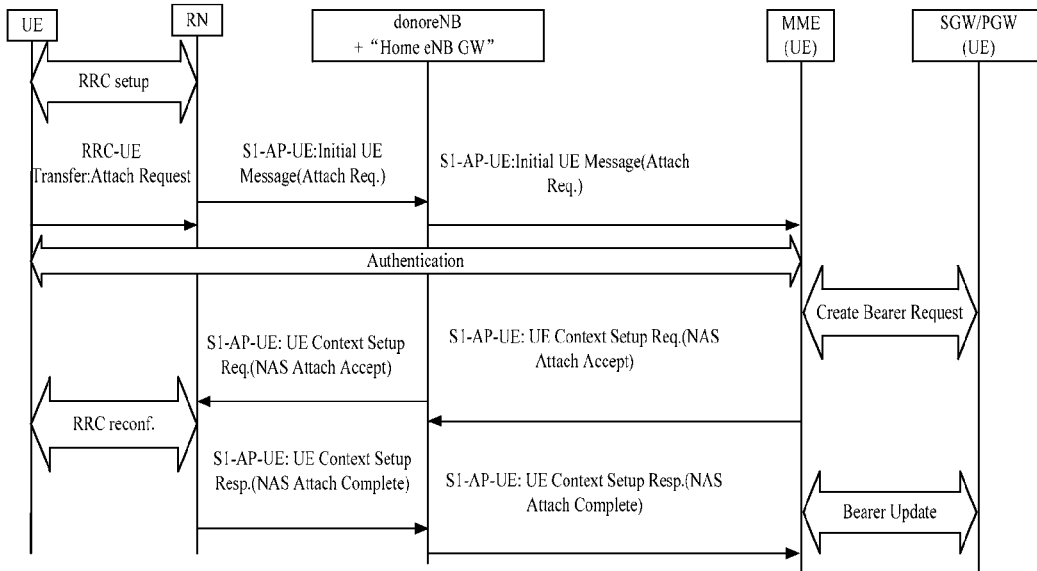 UE
RN
donoreNB
+ “Home eNB GW”
MME
(UE)
SGW/PGW
(UE)
RRC setup
RRC-UE
Transfer:Attach Request
S1-AP-UE:Initial UE
Message(Attach Req.)
S1-AP-UE:Initial UE Message(Attach
Req.)
Authentication
Create Bearer Request
S1-AP-UE: UE Context Setup
Req.(NAS Attach Accept)
S1-AP-UE: UE Context Setup Req.(NAS
Attach Accept)
RRC reconf.
S1-AP-UE: UE Context Setup
Resp.(NAS Attach Complete)
S1-AP-UE: UE Context Setup Resp.(NAS
Attach Complete)
Bearer Update